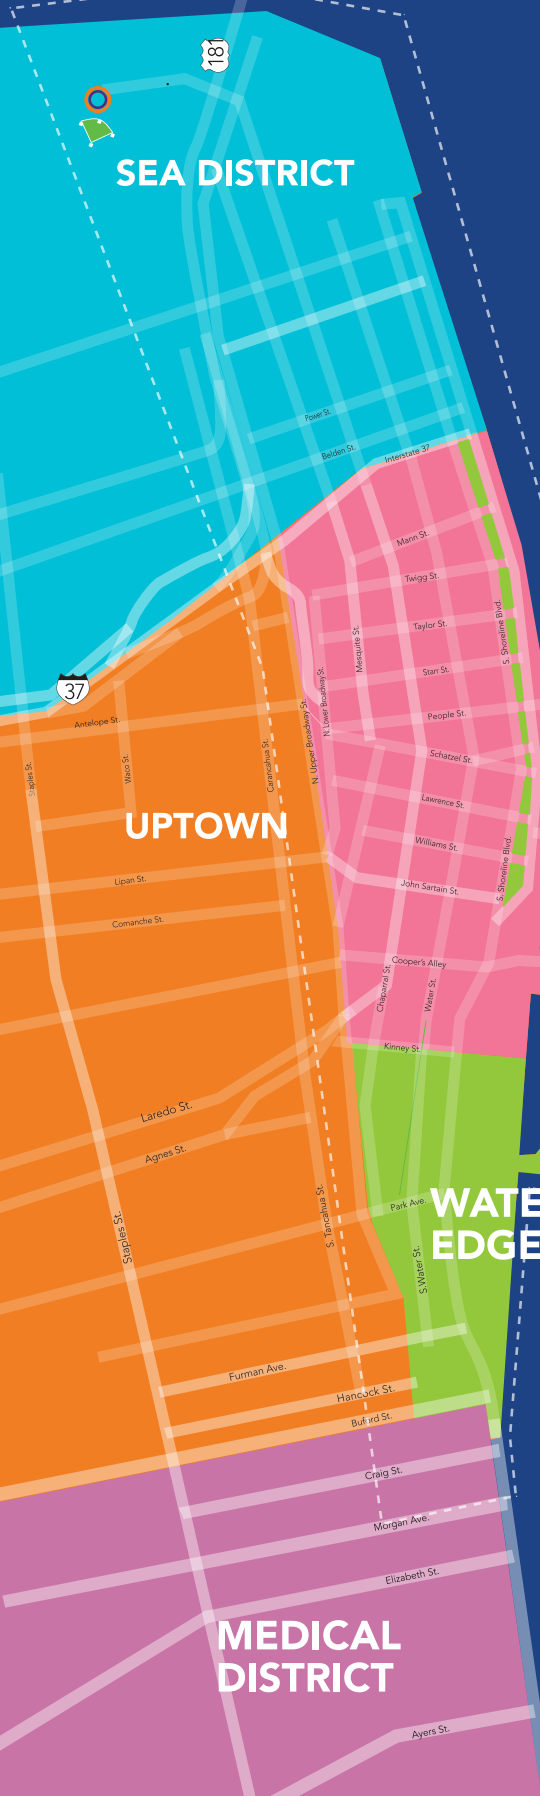 181
SEA DISTRICT
Power St.
Belden St.
Interstate 37
Mann St.
Twigg St.
S. Shoreline Blvd.
Taylor St.
Mesquite St.
Starr St.
N. Lower Broadway St.
37
N. Upper Broadway St.
People St.
Antelope St.
Carancahua St.
Schatzel St.
Waco St.
Staples St.
Lawrence St.
UPTOWN
Williams St.
S. Shoreline Blvd.
Lipan St.
John Sartain St.
Comanche St.
Cooper's Alley
Chaparral St.
Water St.
Kinney St.
Laredo St.
Agnes St.
Park Ave.
WATE
EDGE
S. Tancahua St.
Staples St.
S.Water St.
Furman Ave.
Hancock St.
Buford St.
Craig St.
Morgan Ave.
Elizabeth St.
MEDICAL
DISTRICT
Ayers St.